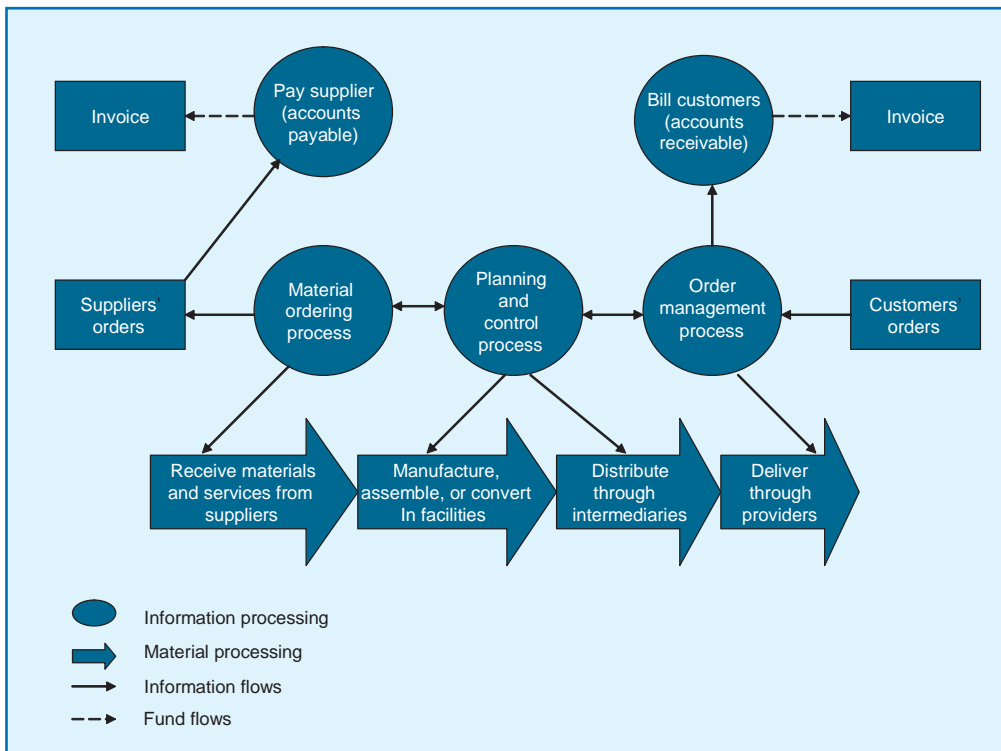 Invoice
Pay supplier
(accounts
payable)
Bill customers
(accounts
receivable)
Invoice
Suppliers'
orders
Material
ordering
process
Planning
and
control
process
Order
management
process
Customers'
orders
Receive materials
and services from
suppliers
Manufacture,
assemble, or convert
In facilities
Distribute
through
intermediaries
Deliver
through
providers
Information processing
Material processing
Information flows
Fund flows